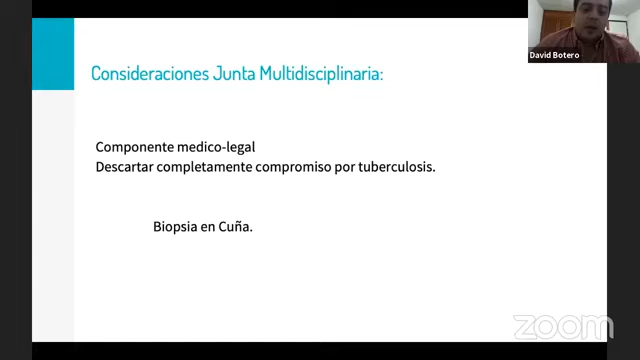 David Botero
Consideraciones Junta Multidisciplinaria:
Componente medico-legal
Descartar completamente compromiso por tuberculosis.
Biopsia en Cuña.
zoom